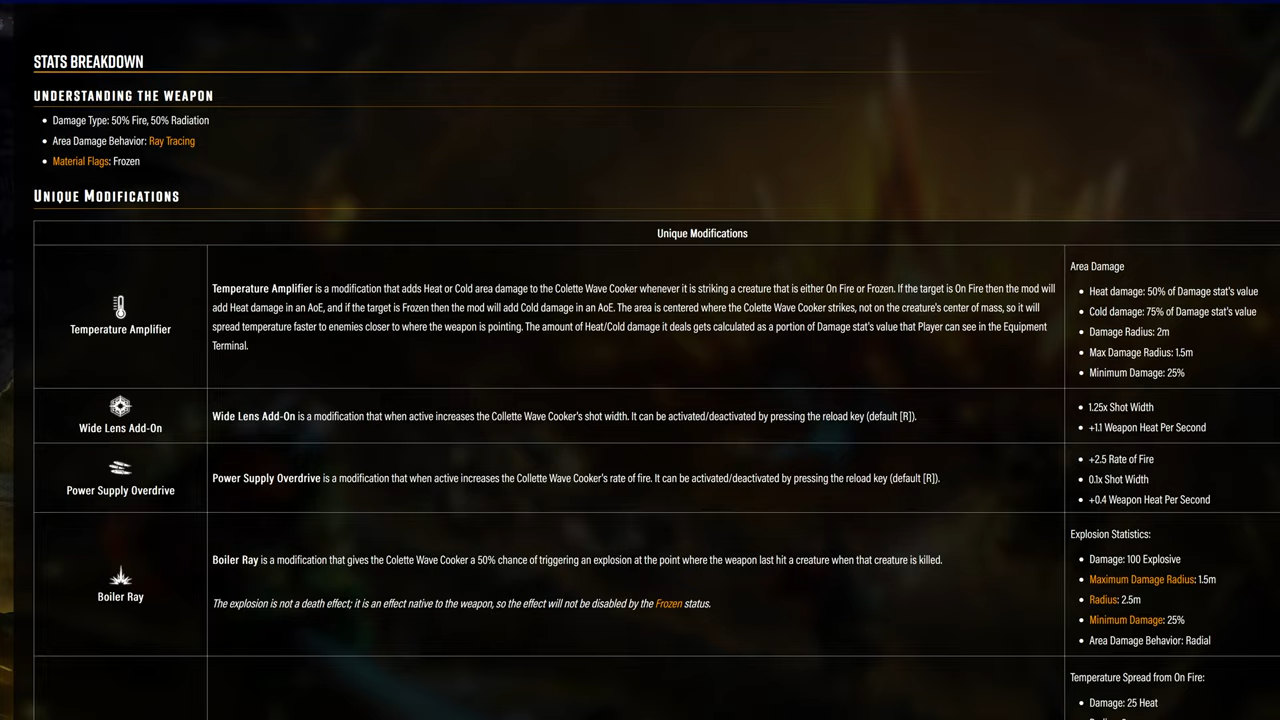 STATS BREAKDOWN
UNDERSTANDING THE WEAPON
• Damage Type: 50% Fire, 50% Radiation
• Area Damage Behavior: Ray Tracing
• Material Flags: Frozen
UNIQUE MODIFICATIONS
Unique Modifications
Temperature Amplifier
Temperature Amplifier is a modification that adds Heat or Cold area damage to the Colette Wave Cooker whenever it is striking a creature that is either On Fire or Frozen. If the target is On Fire then the mod will
add Heat damage in an AoE, and if the target is Frozen then the mod will add Cold damage in an AoE. The area is centered where the Colette Wave Cooker strikes, not on the creature's center of mass, so it will
spread temperature faster to enemies closer to where the weapon is pointing. The amount of Heat/Cold damage it deals gets calculated as a portion of Damage stat's value that Player can see in the Equipment
Terminal.
Area Damage
• Heat damage: 50% of Damage stat's value
• Cold damage: 75% of Damage stat's value
• Damage Radius: 2m
• Max Damage Radius: 1.5m
• Minimum Damage: 25%
Wide Lens Add-On
Wide Lens Add-On is a modification that when active increases the Collette Wave Cooker's shot width. It can be activated/deactivated by pressing the reload key (default [R]).
• 1.25x Shot Width
• +1.1 Weapon Heat Per Second
Power Supply Overdrive
Power Supply Overdrive is a modification that when active increases the Collette Wave Cooker's rate of fire. It can be activated/deactivated by pressing the reload key (default [R]).
• +2.5 Rate of Fire
• 0.1x Shot Width
• +0.4 Weapon Heat Per Second
Boiler Ray
Boiler Ray is a modification that gives the Colette Wave Cooker a 50% chance of triggering an explosion at the point where the weapon last hit a creature when that creature is killed.
The explosion is not a death effect; it is an effect native to the weapon, so the effect will not be disabled by the Frozen status.
Explosion Statistics:
• Damage: 100 Explosive
• Maximum Damage Radius: 1.5m
• Radius: 2.5m
• Minimum Damage: 25%
• Area Damage Behavior: Radial
Temperature Spread from On Fire:
• Damage: 25 Heat